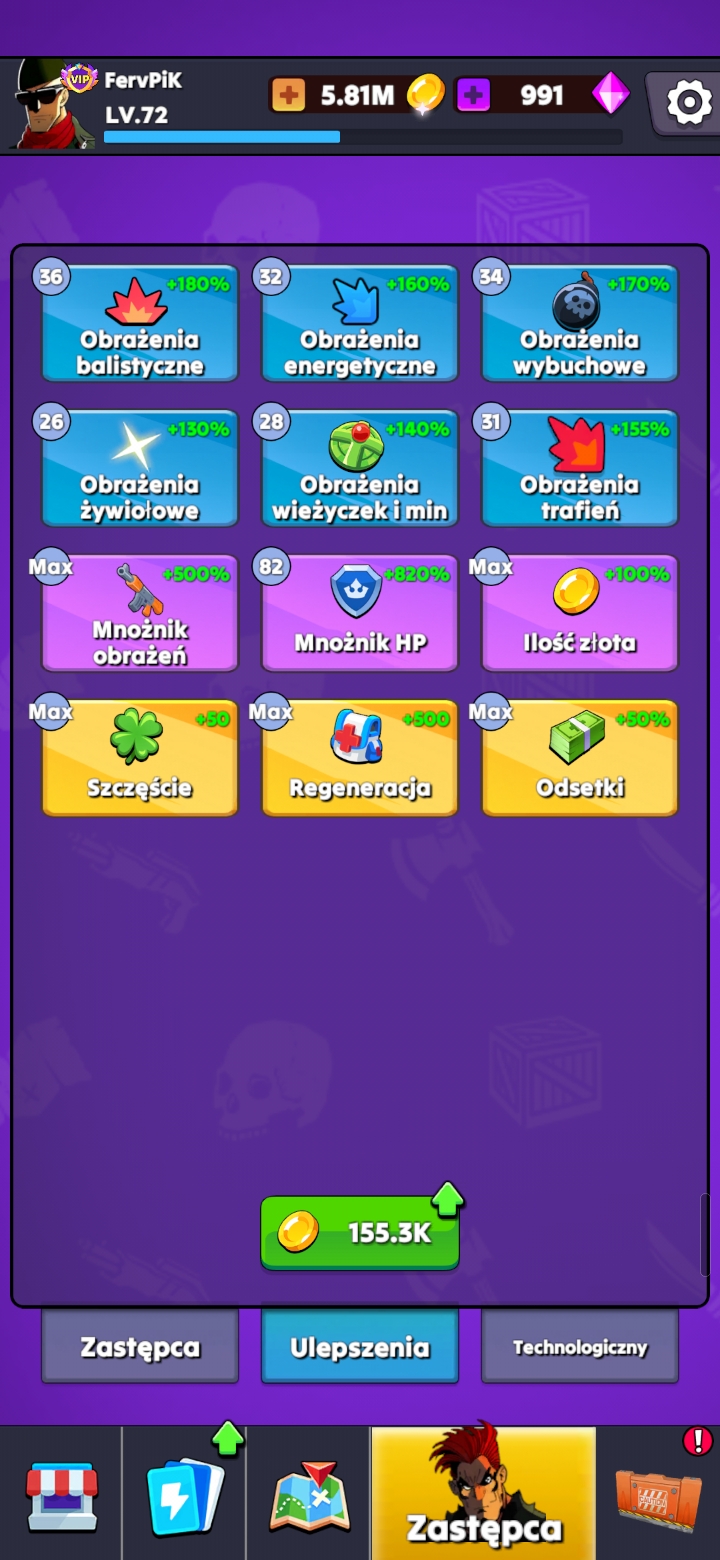 VIP
FervPiK
LV.72
5.81M
991
36
+180%
Obrażenia
balistyczne
32
+160%
Obrażenia
energetyczne
34
+170%
Obrażenia
wybuchowe
26
+130%
Obrażenia
żywiołowe
28
+140%
Obrażenia
wieżyczek i min
31
+155%
Obrażenia
trafień
Max
+500%
Mnożnik
obrażeń
82
+820%
Mnożnik HP
Max
+100%
Ilość złota
Max
+50
Szczęście
Max
+500
Regeneracja
Max
+50%
Odsetki
155.3K
Zastępca
Ulepszenia
Technologiczny
Zastępca
CAUTION
!